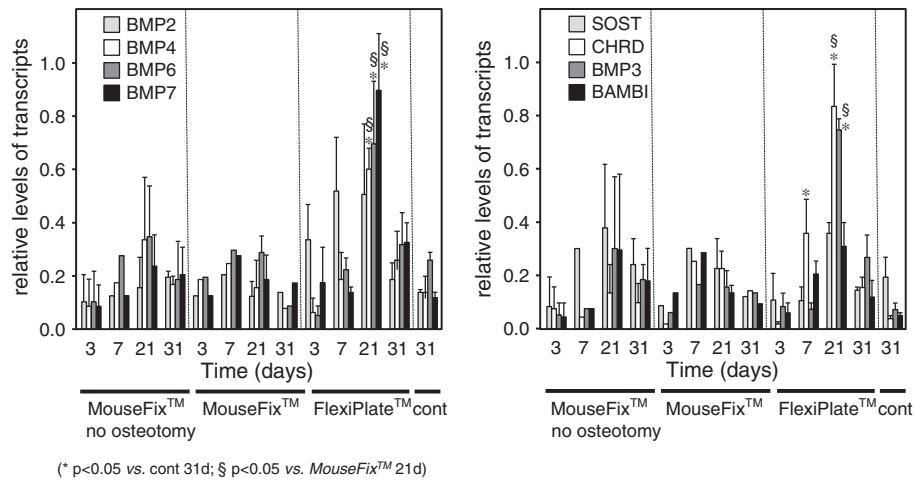 BMP2
BMP4
BMP6
BMP7
relative levels of transcripts
1.0
0.8
0.6
0.4
0.2
0.0
§
*
§
*
§
*
3 7 21 31 3 7 21 31 3 7 21 31 31
Time (days)
MouseFix™ no osteotomy
MouseFix™
FlexiPlate™
cont
SOST
CHRD
BMP3
BAMBI
relative levels of transcripts
1.0
0.8
0.6
0.4
0.2
0.0
*
§
*
§
*
3 7 21 31 3 7 21 31 3 7 21 31 31
Time (days)
MouseFix™ no osteotomy
MouseFix™
FlexiPlate™
cont
(* p<0.05 vs. cont 31d; § p<0.05 vs. MouseFix™ 21d)